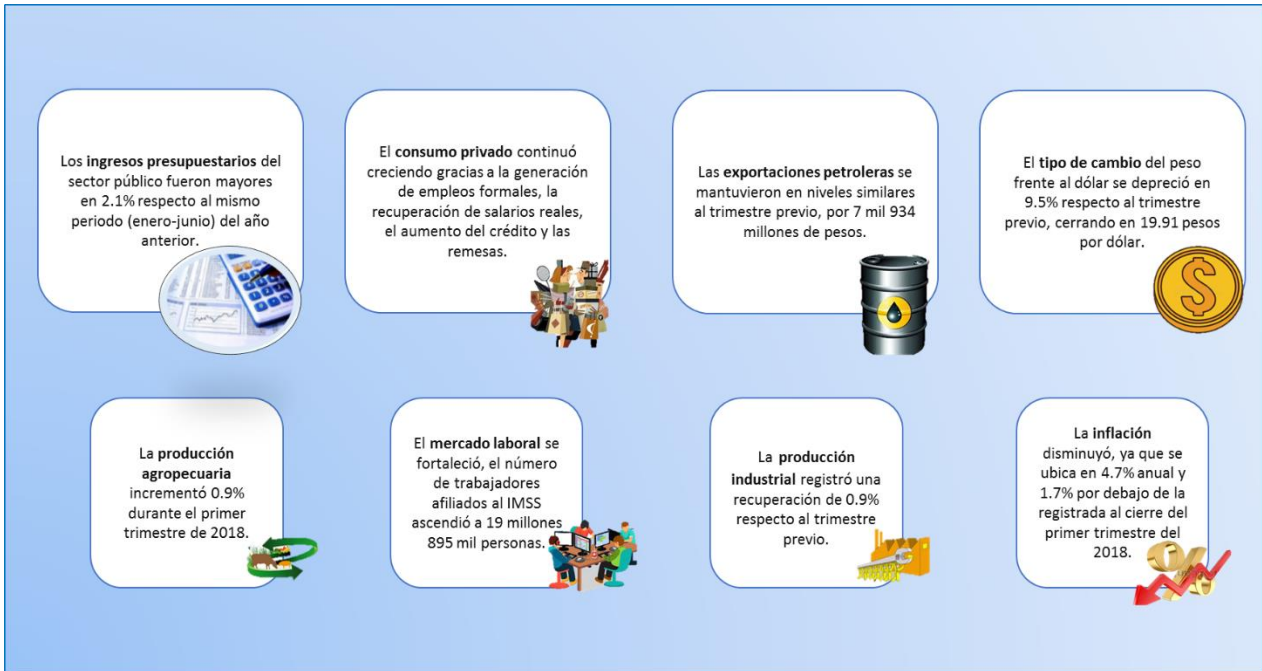 Los ingresos presupuestarios del
sector público fueron mayores
en 2.1% respecto al mismo
periodo (enero-junio) del año
anterior.
El consumo privado continuó
creciendo gracias a la generación
de empleos formales, la
recuperación de salarios reales,
el aumento del crédito y las
remesas.
Las exportaciones petroleras se
mantuvieron en niveles similares
al trimestre previo, por 7 mil 934
millones de pesos.
El tipo de cambio del peso
frente al dólar se depreció en
9.5% respecto al trimestre
previo, cerrando en 19.91 pesos
por dólar.
La producción
agropecuaria
incrementó 0.9%
durante el primer
trimestre de 2018.
El mercado laboral se
fortaleció, el número
de trabajadores
afiliados al IMSS
ascendió a 19 millones
895 mil personas.
La producción
industrial registró una
recuperación de 0.9%
respecto al trimestre
previo.
La inflación
disminuyó, ya que se
ubica en 4.7% anual y
1.7% por debajo de la
registrada al cierre del
primer trimestre del
2018.